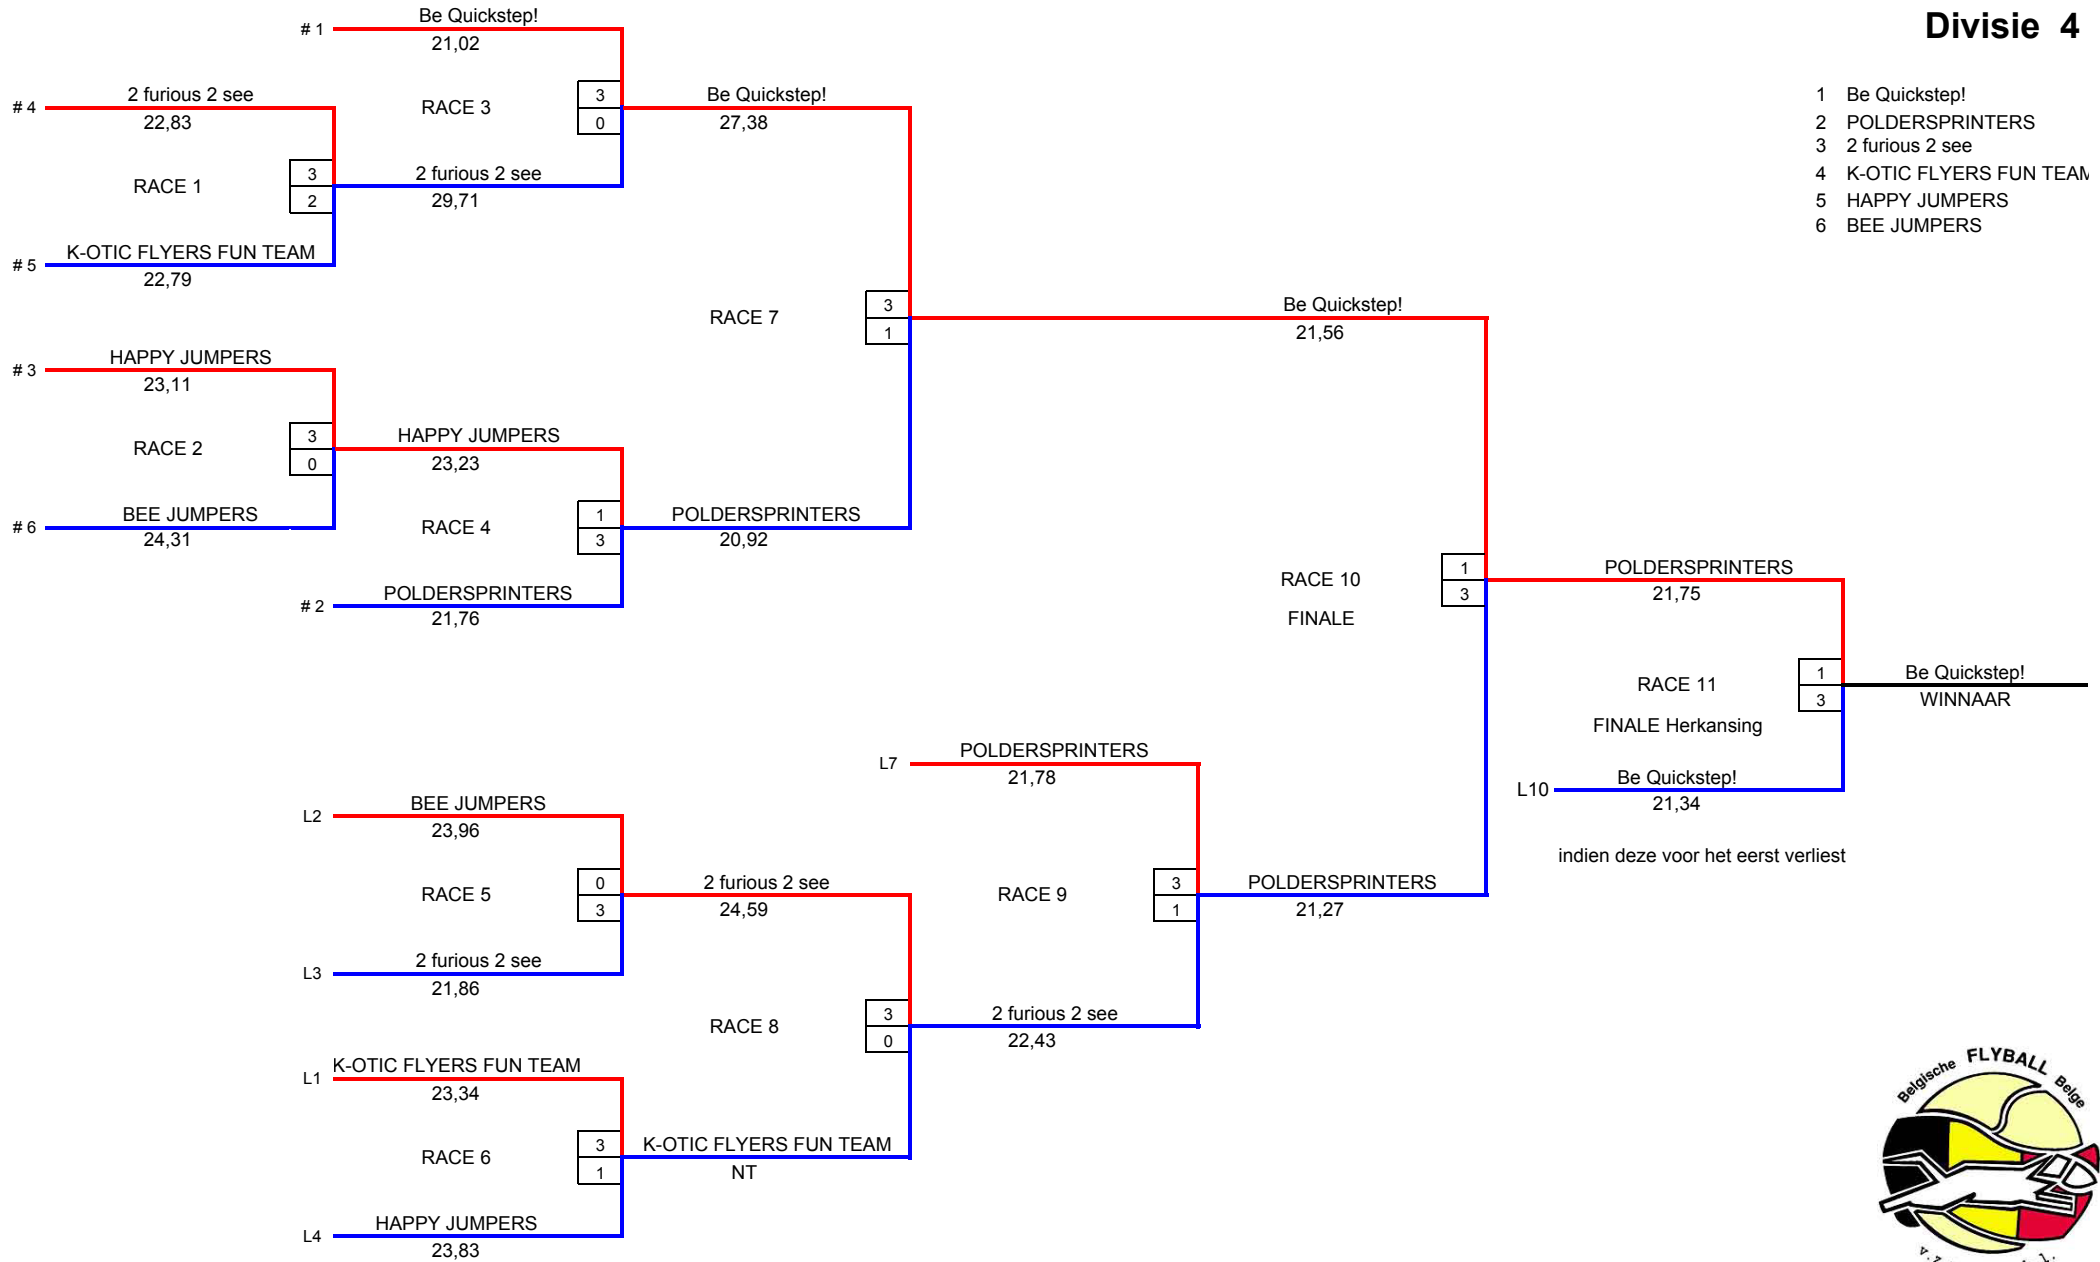 Divisie 4
1 Be Quickstep!
2 POLDERSPRINTERS
3 2 furious 2 see
4 K-OTIC FLYERS FUN TEAM
5 HAPPY JUMPERS
6 BEE JUMPERS
# 1
Be Quickstep!
21,02
# 4
2 furious 2 see
22,83
RACE 1
3
2
# 5
K-OTIC FLYERS FUN TEAM
22,79
RACE 3
3
0
2 furious 2 see
29,71
Be Quickstep!
27,38
# 3
HAPPY JUMPERS
23,11
RACE 2
3
0
# 6
BEE JUMPERS
24,31
HAPPY JUMPERS
23,23
RACE 4
1
3
# 2
POLDERSPRINTERS
21,76
POLDERSPRINTERS
20,92
RACE 7
3
1
Be Quickstep!
21,56
RACE 10
FINALE
1
3
POLDERSPRINTERS
21,75
RACE 11
FINALE Herkansing
1
3
Be Quickstep!
WINNAAR
L10
Be Quickstep!
21,34
indien deze voor het eerst verliest
L7
POLDERSPRINTERS
21,78
RACE 9
3
1
POLDERSPRINTERS
21,27
L2
BEE JUMPERS
23,96
RACE 5
0
3
L3
2 furious 2 see
21,86
2 furious 2 see
24,59
RACE 8
3
0
2 furious 2 see
22,43
L1
K-OTIC FLYERS FUN TEAM
23,34
RACE 6
3
1
K-OTIC FLYERS FUN TEAM
NT
L4
HAPPY JUMPERS
23,83
Belgische FLYBALL Belge